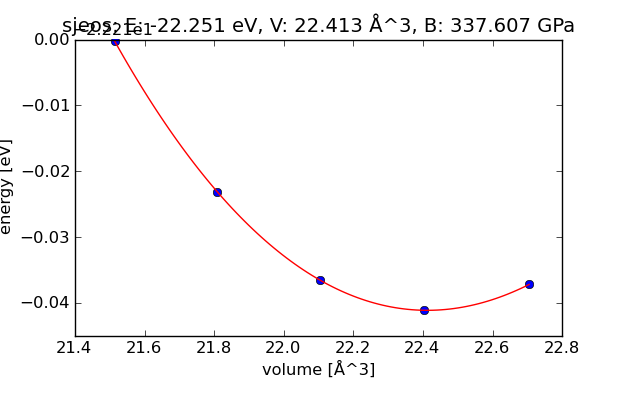 sjeos: E: -22.251 eV, V: 22.413 Å^3, B: 337.607 GPa
−2.221e1
0.00
−0.01
−0.02
−0.03
−0.04
energy [eV]
21.4 21.6 21.8 22.0 22.2 22.4 22.6 22.8
volume [Å^3]